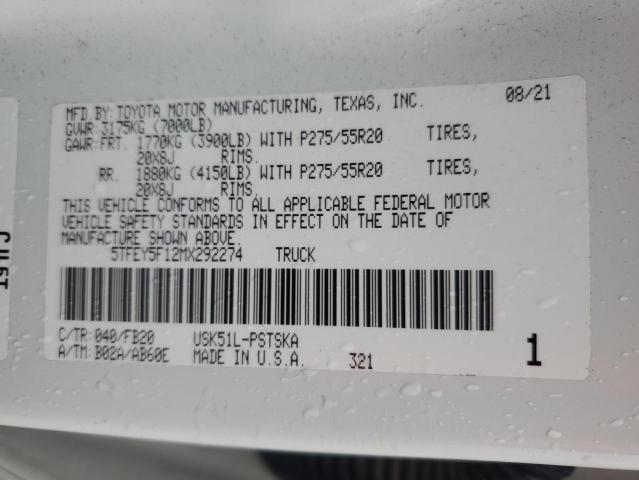 MFD.BY:TOYOTA MOTOR MANUFACTURING, TEXAS, INC. 08/21
GVWR:3175KG (7000LB)
GAWR:FRT. 1770KG (3900LB) WITH P275/55R20 TIRES,
20X8J RIMS.
RR. 1880KG (4150LB) WITH P275/55R20 TIRES,
20X8J RIMS.
THIS VEHICLE CONFORMS TO ALL APPLICABLE FEDERAL MOTOR
VEHICLE SAFETY STANDARDS IN EFFECT ON THE DATE OF
MANUFACTURE SHOWN ABOVE.
5TFEY5F12MX292274 TRUCK
C/TR:040/FB20 USK51L-PSTSKA
A/TM:B02A/AB60E MADE IN U.S.A. 321 1